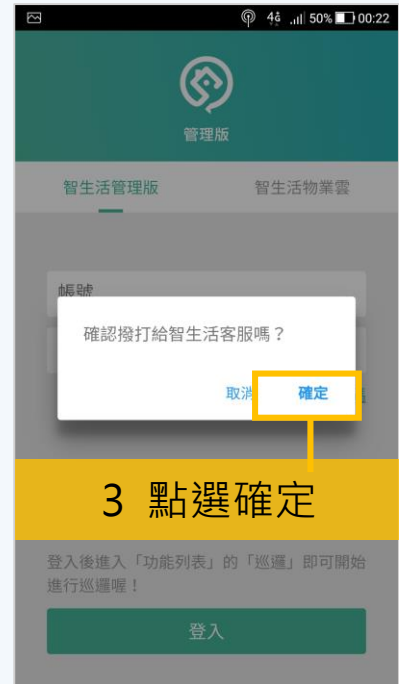 4G 50% 00:22
管理版
智生活管理版 智生活物業雲
帳號
確認撥打給智生活客服嗎？
取消 確定
3 點選確定
登入後進入「功能列表」的「巡邏」即可開始
進行巡邏喔！
登入